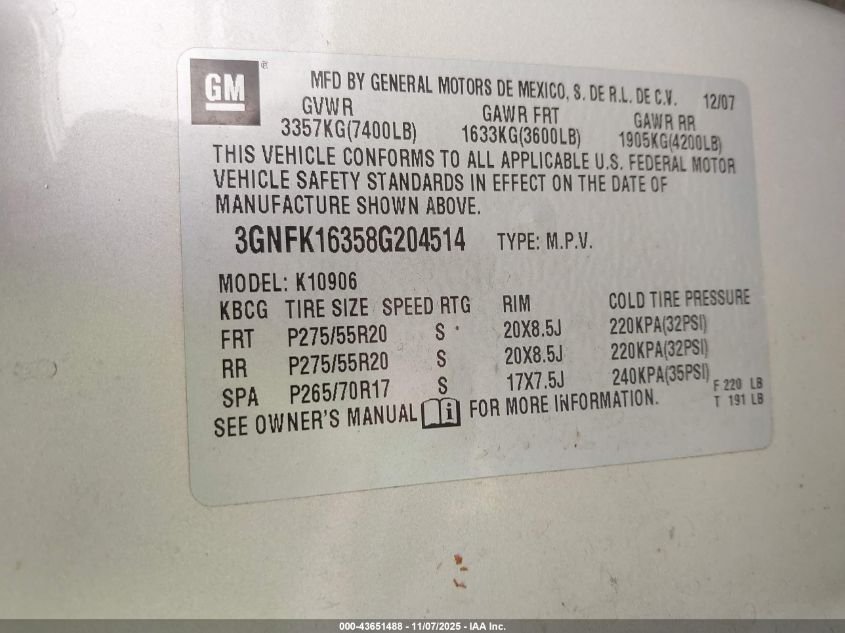 GM ®
MFD BY GENERAL MOTORS DE MEXICO, S. DE R.L. DE C.V. 12/07
GVWR GAWR FRT GAWR RR
3357KG(7400LB) 1633KG(3600LB) 1905KG(4200LB)
THIS VEHICLE CONFORMS TO ALL APPLICABLE U.S. FEDERAL MOTOR
VEHICLE SAFETY STANDARDS IN EFFECT ON THE DATE OF
MANUFACTURE SHOWN ABOVE.
3GNFK16358G204514 TYPE: M.P.V.
MODEL: K10906
KBCG TIRE SIZE SPEED RTG RIM COLD TIRE PRESSURE
FRT P275/55R20 S 20X8.5J 220KPA(32PSI)
RR P275/55R20 S 20X8.5J 220KPA(32PSI)
SPA P265/70R17 S 17X7.5J 240KPA(35PSI) F 220 LB
T 191 LB
SEE OWNER'S MANUAL i FOR MORE INFORMATION.
000-43651488 - 11/07/2025 - IAA Inc.